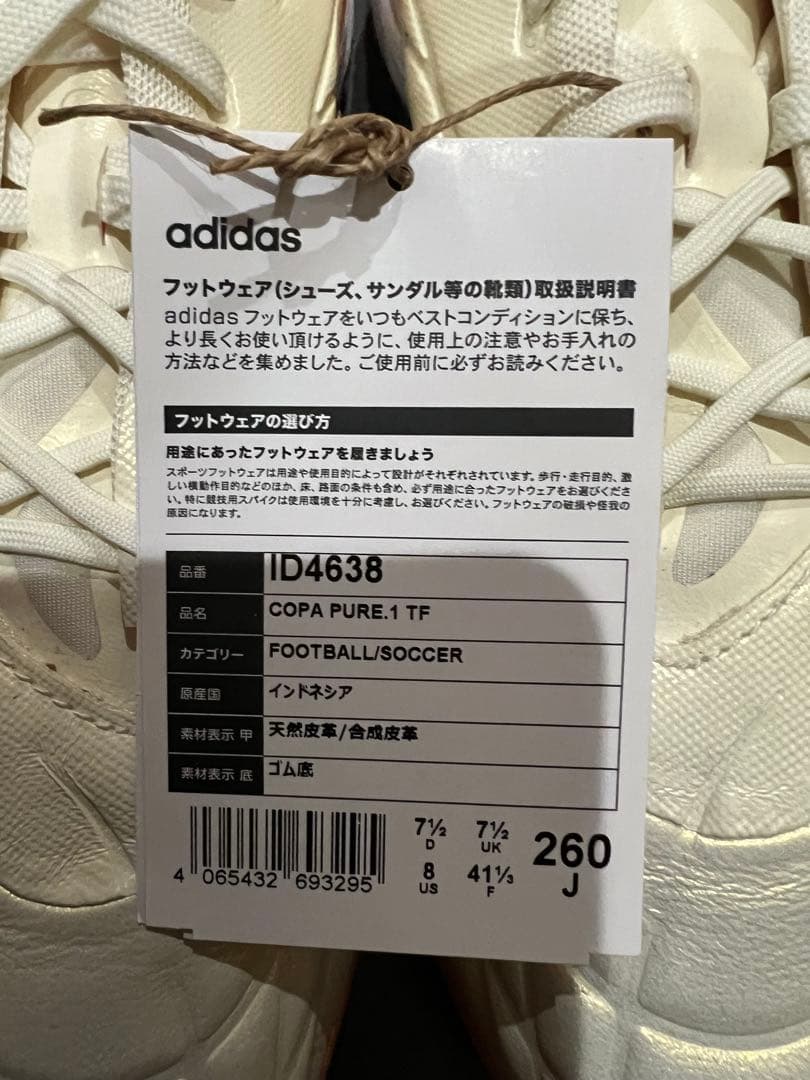 adidas
フットウェア(シューズ、サンダル等の靴類)取扱説明書
adidas フットウェアをいつもベストコンディションに保ち、
より長くお使い頂けるように、使用上の注意やお手入れの
方法などを集めました。ご使用前に必ずお読みください。
フットウェアの選び方
用途にあったフットウェアを履きましょう
スポーツフットウェアは用途や使用目的によって設計がそれぞれされています。歩行・走行目的、激
しい横動作目的などのほか、床、路面の条件も含め、必ず用途に合ったフットウェアをお選びくださ
い。特に競技用スパイクは使用環境を十分に考慮し、お選びください。フットウェアの破損や怪我の
原因になります。
品番 ID4638
品名 COPA PURE.1 TF
カテゴリー FOOTBALL/SOCCER
原産国 インドネシア
素材表示 甲 天然皮革/合成皮革
素材表示 底 ゴム底
7½ D 7½ UK
8 US 41⅓ F
260 J
4 065432 693295